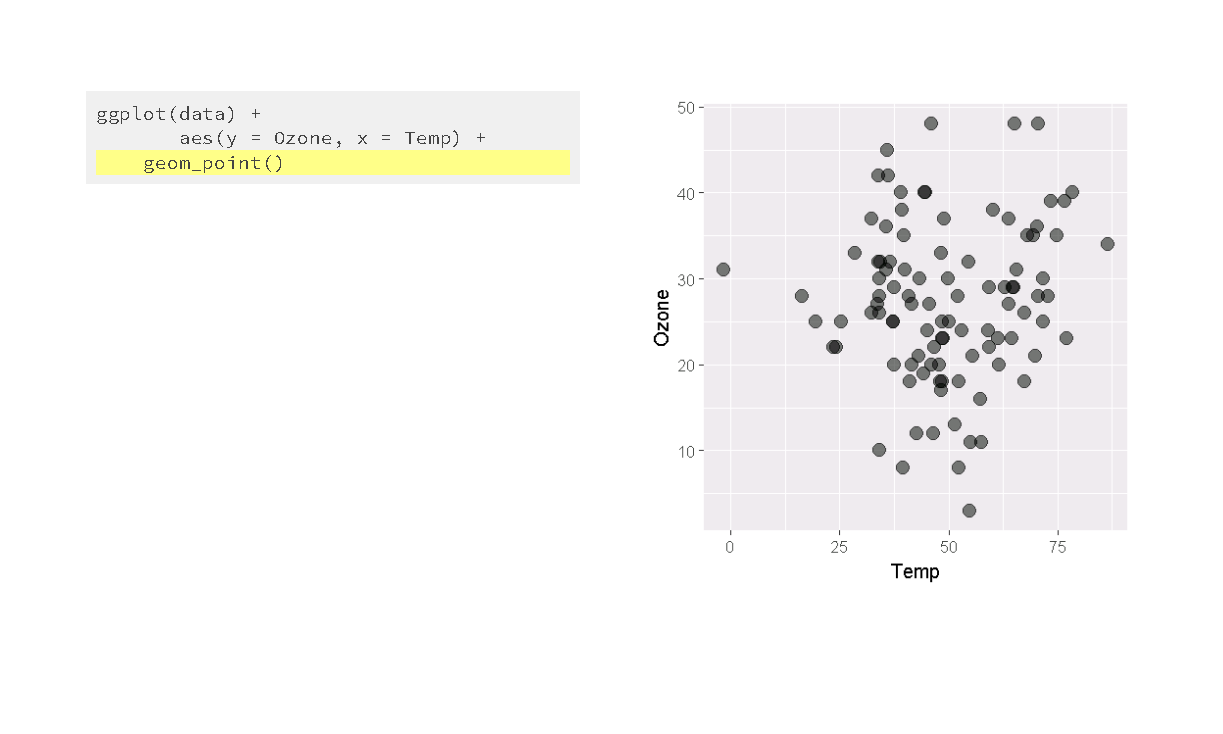 ggplot(data) +
       aes(y = Ozone, x = Temp) +
    geom_point()
50
40
30
20
10
Ozone
0 25 50 75
Temp